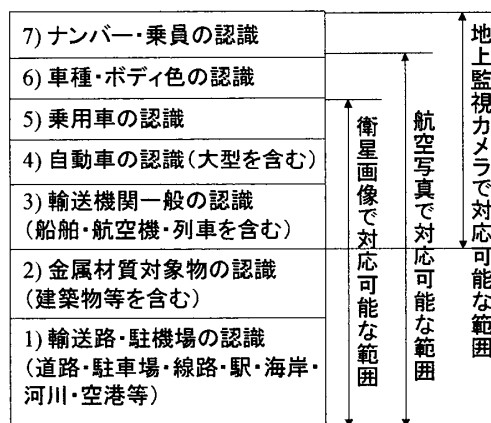 7) ナンバー・乗員の認識
6) 車種・ボディ色の認識
5) 乗用車の認識
4) 自動車の認識(大型を含む)
3) 輸送機関一般の認識
(船舶・航空機・列車を含む)
2) 金属材質対象物の認識
(建築物等を含む)
1) 輸送路・駐機場の認識
(道路・駐車場・線路・駅・海岸・
河川・空港等)
衛星画像で対応可能な範囲
航空写真で対応可能な範囲
地上監視カメラで対応可能な範囲